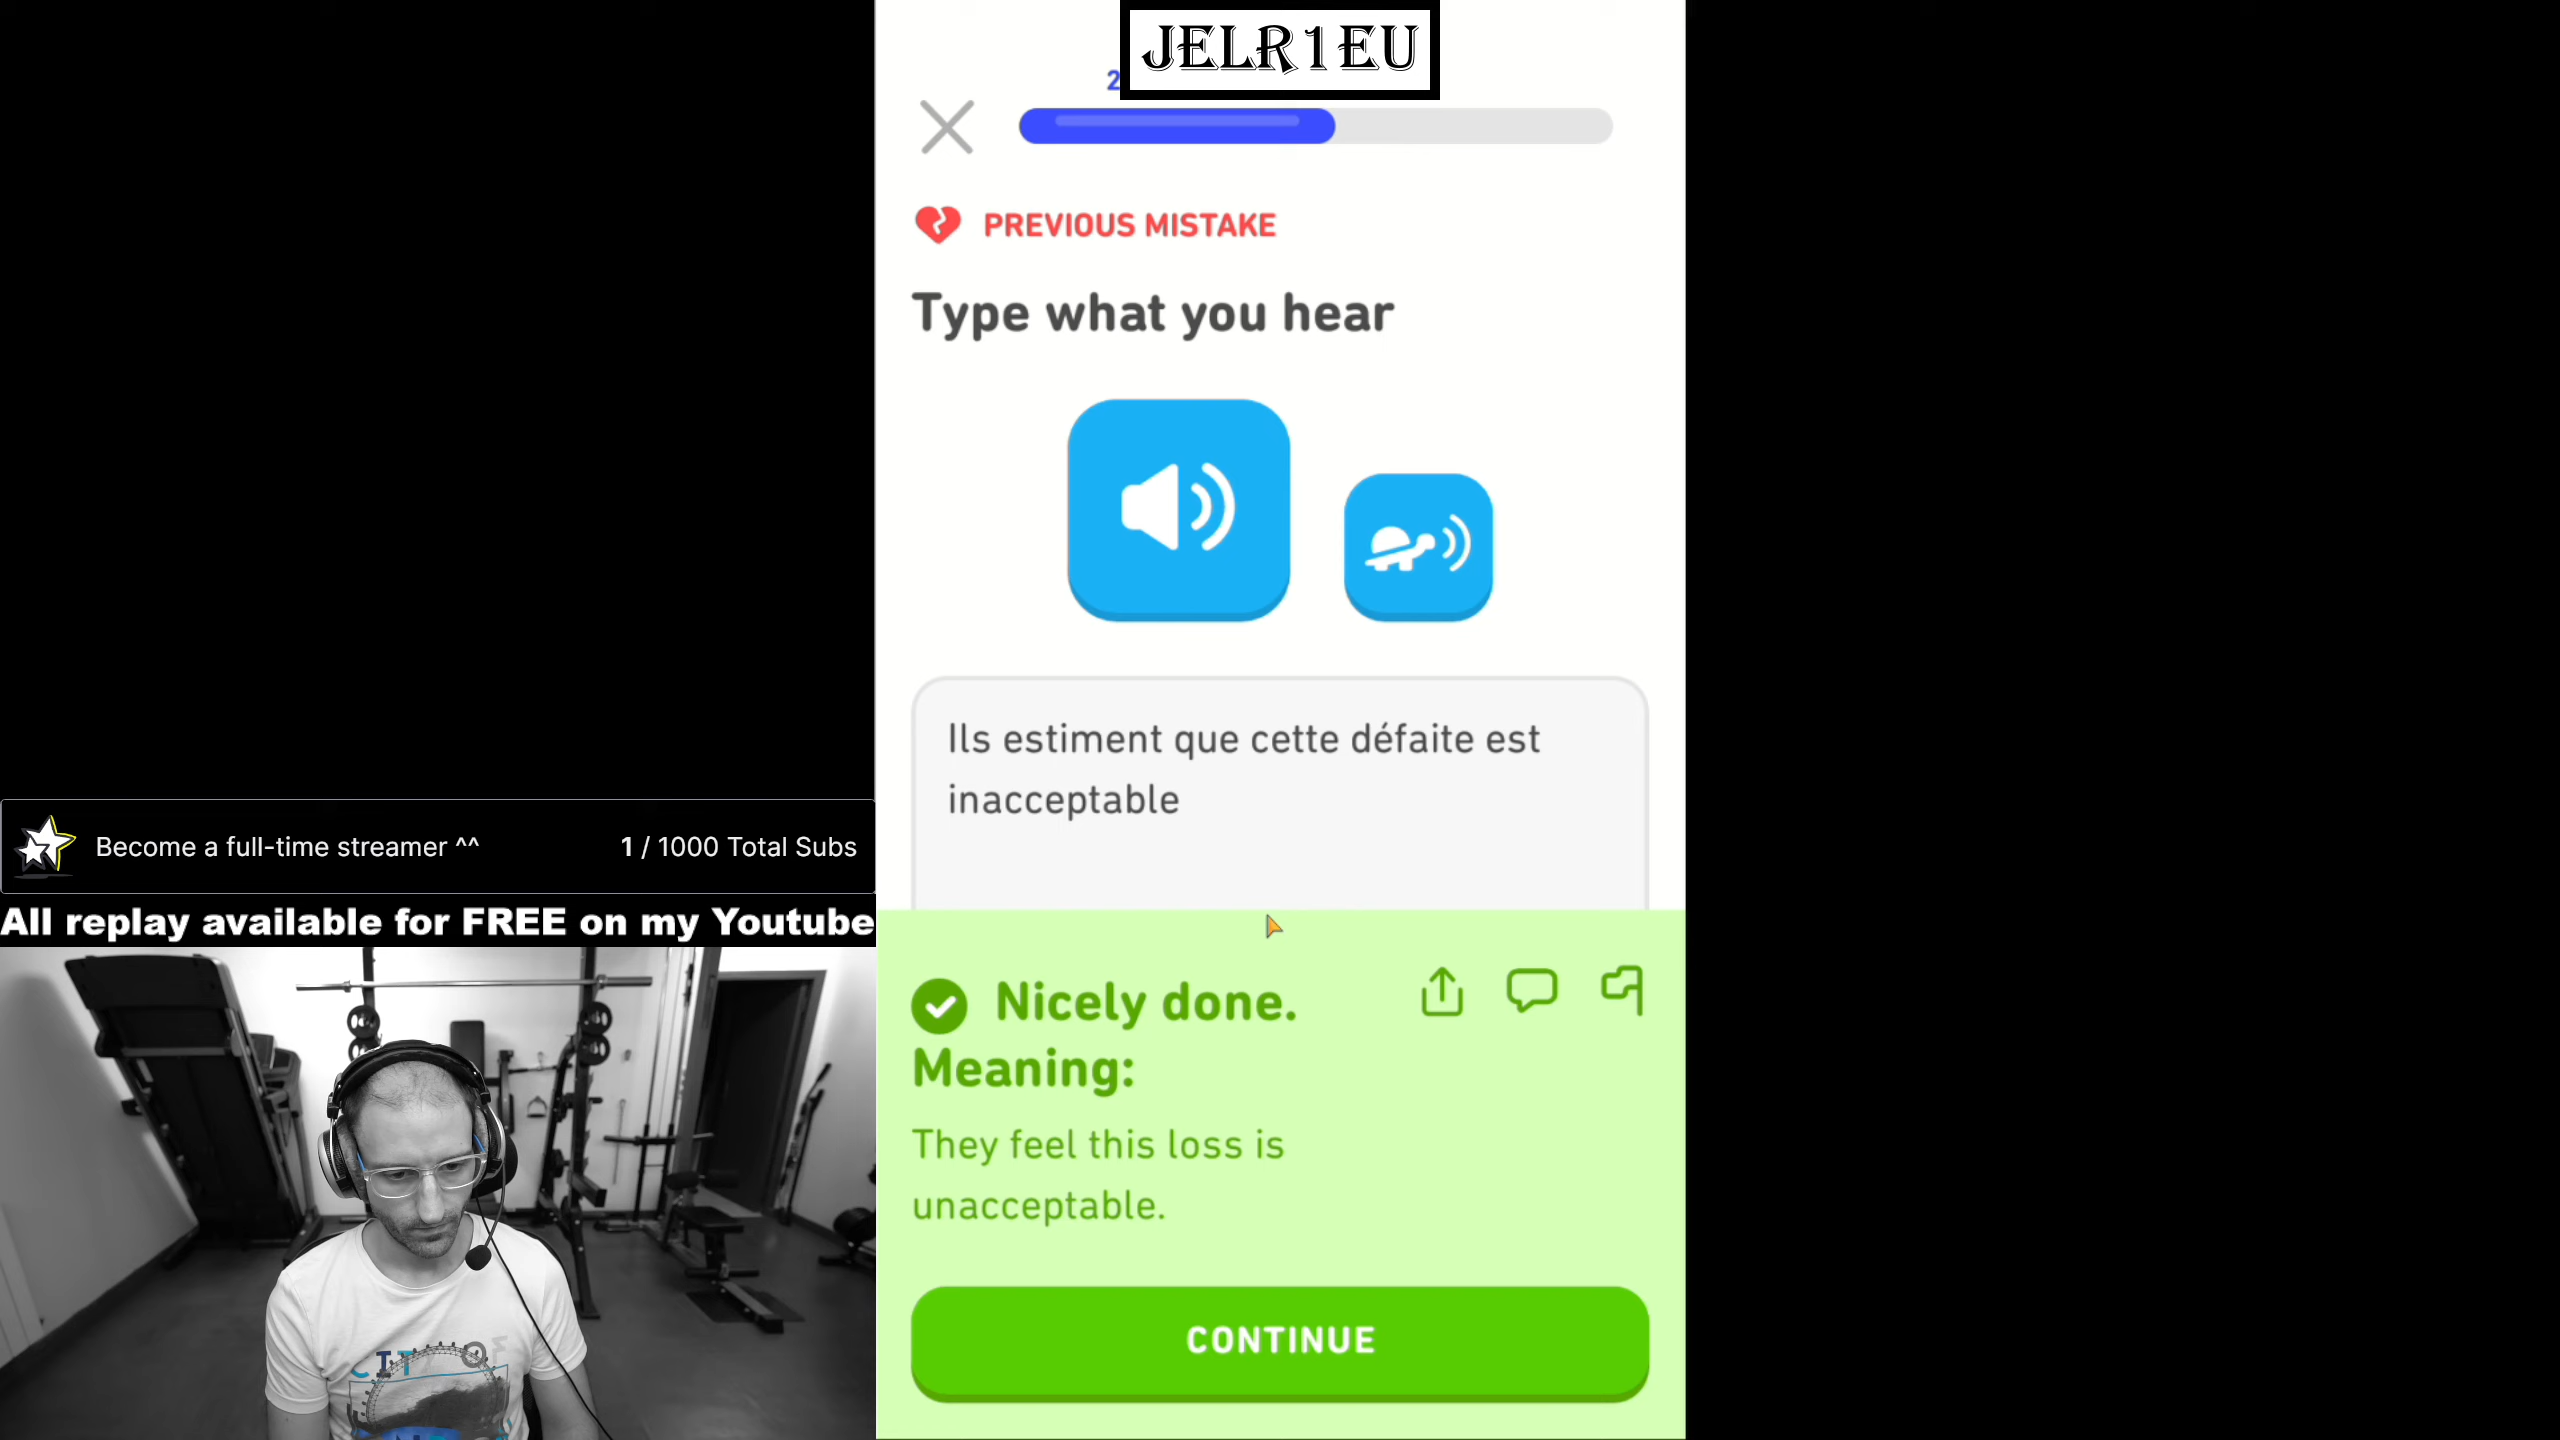 JELR1EU
2
PREVIOUS MISTAKE
Type what you hear
Ils estiment que cette défaite est
inacceptable
Become a full-time streamer ^^ 1 / 1000 Total Subs
All replay available for FREE on my Youtube
Nicely done.
Meaning:
They feel this loss is
unacceptable.
CONTINUE